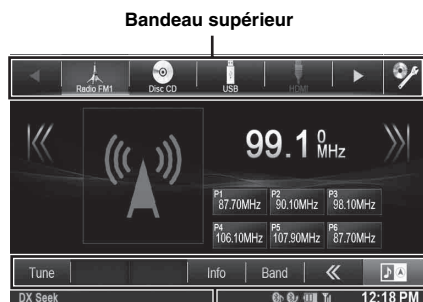 Bandeau supérieur
Radio FM1 Disc CD USB HDMI
99.1 0 MHz
P1 87.70MHz P2 90.10MHz P3 98.10MHz
P4 106.10MHz P5 107.90MHz P6 87.70MHz
Tune Info Band
DX Seek 12:18 PM